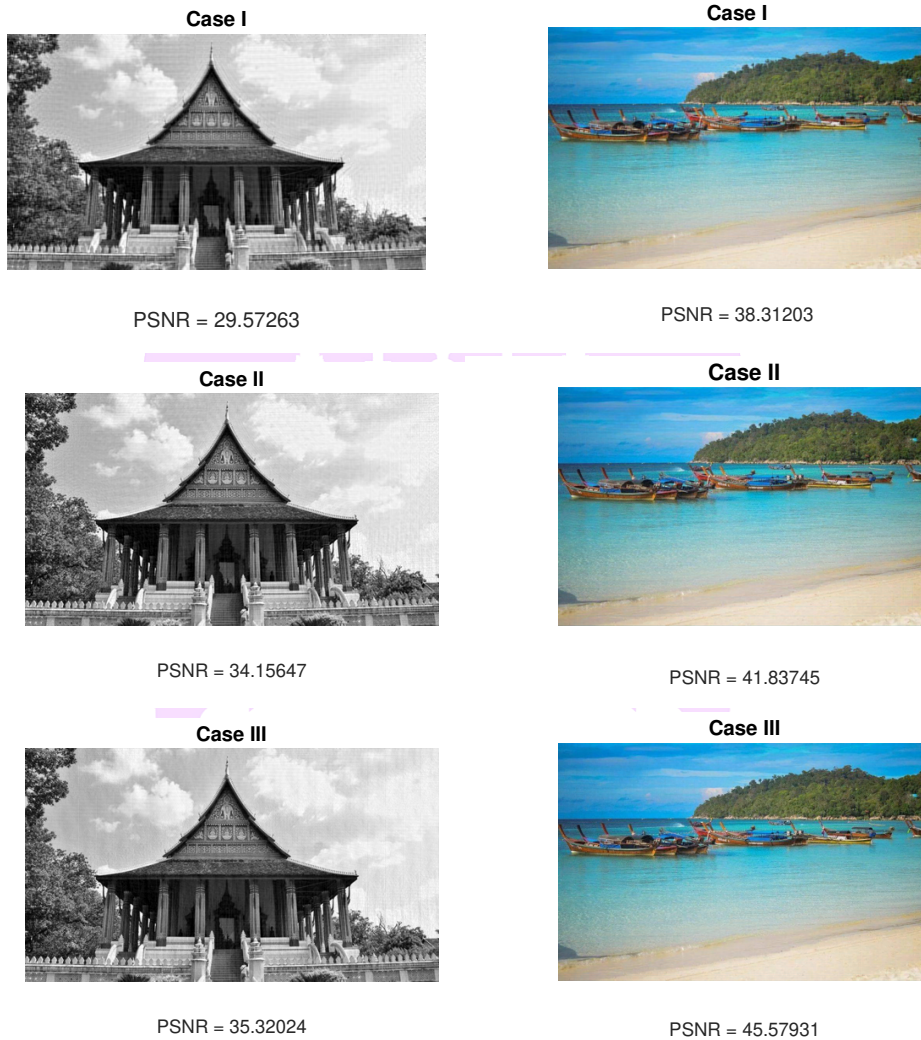 Case I
Case I
PSNR = 29.57263
PSNR = 38.31203
Case II
Case II
PSNR = 34.15647
PSNR = 41.83745
Case III
Case III
PSNR = 35.32024
PSNR = 45.57931